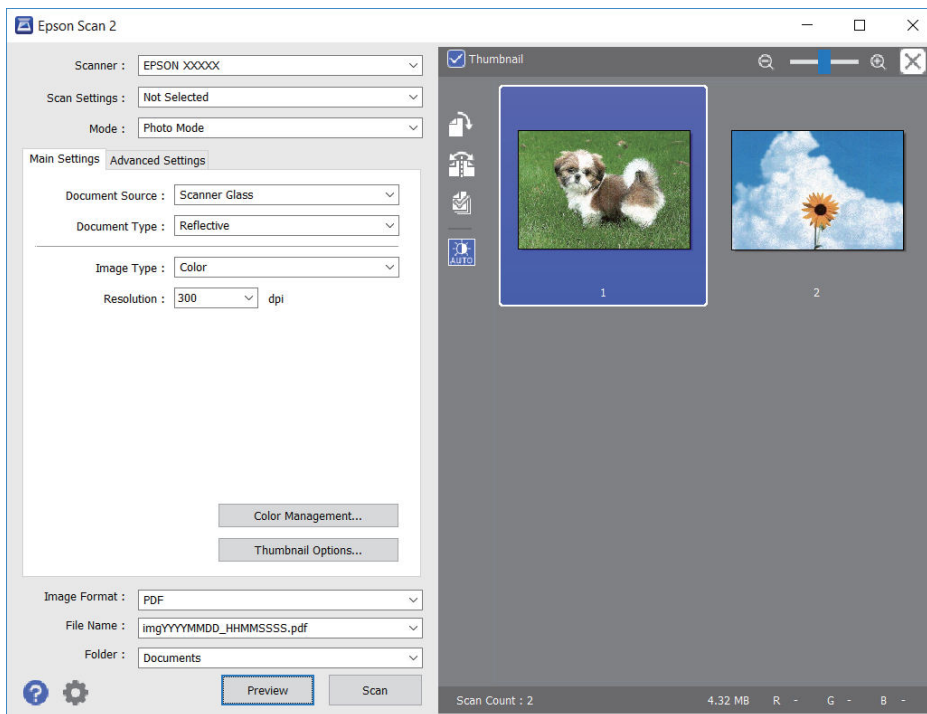 Epson Scan 2
Scanner : EPSON XXXXX
Scan Settings : Not Selected
Mode : Photo Mode
Main Settings Advanced Settings
Document Source : Scanner Glass
Document Type : Reflective
Image Type : Color
Resolution : 300 dpi
Color Management...
Thumbnail Options...
Image Format : PDF
File Name : imgYYYYMMDD_HHMMSSSS.pdf
Folder : Documents
? Preview Scan
Thumbnail
AUTO
1 2
Scan Count : 2 4.32 MB R - G - B -